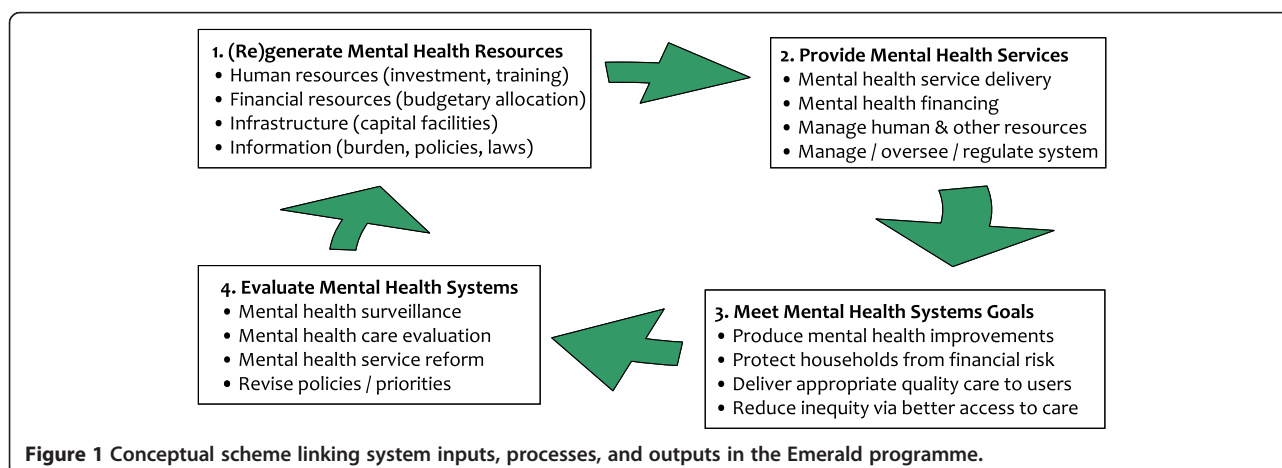 1. (Re)generate Mental Health Resources
• Human resources (investment, training)
• Financial resources (budgetary allocation)
• Infrastructure (capital facilities)
• Information (burden, policies, laws)
2. Provide Mental Health Services
• Mental health service delivery
• Mental health financing
• Manage human & other resources
• Manage / oversee / regulate system
3. Meet Mental Health Systems Goals
• Produce mental health improvements
• Protect households from financial risk
• Deliver appropriate quality care to users
• Reduce inequity via better access to care
4. Evaluate Mental Health Systems
• Mental health surveillance
• Mental health care evaluation
• Mental health service reform
• Revise policies / priorities
Figure 1 Conceptual scheme linking system inputs, processes, and outputs in the Emerald programme.